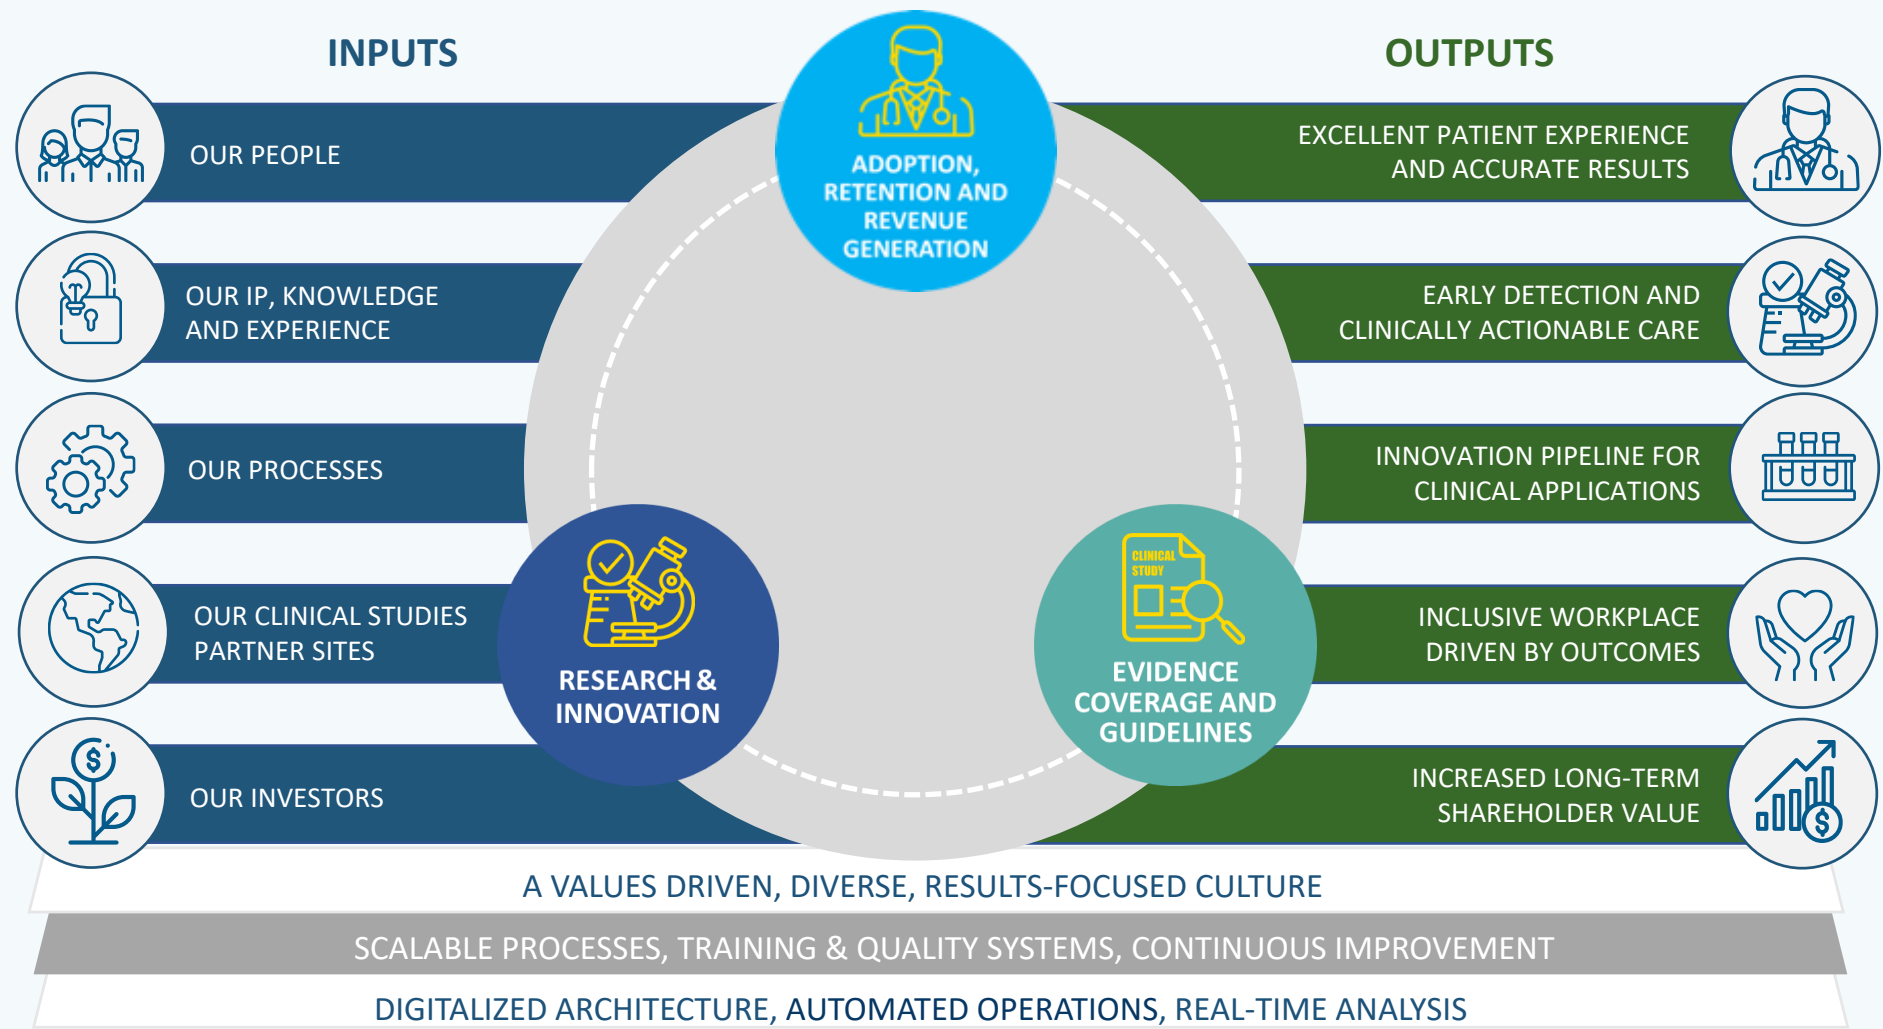 INPUTS
OUR PEOPLE
OUR IP, KNOWLEDGE
AND EXPERIENCE
OUR PROCESSES
OUR CLINICAL STUDIES
PARTNER SITES
OUR INVESTORS
ADOPTION,
RETENTION AND
REVENUE
GENERATION
RESEARCH &
INNOVATION
CLINICAL
STUDY
EVIDENCE
COVERAGE AND
GUIDELINES
OUTPUTS
EXCELLENT PATIENT EXPERIENCE
AND ACCURATE RESULTS
EARLY DETECTION AND
CLINICALLY ACTIONABLE CARE
INNOVATION PIPELINE FOR
CLINICAL APPLICATIONS
INCLUSIVE WORKPLACE
DRIVEN BY OUTCOMES
INCREASED LONG-TERM
SHAREHOLDER VALUE
$
$
A VALUES DRIVEN, DIVERSE, RESULTS-FOCUSED CULTURE
SCALABLE PROCESSES, TRAINING & QUALITY SYSTEMS, CONTINUOUS IMPROVEMENT
DIGITALIZED ARCHITECTURE, AUTOMATED OPERATIONS, REAL-TIME ANALYSIS